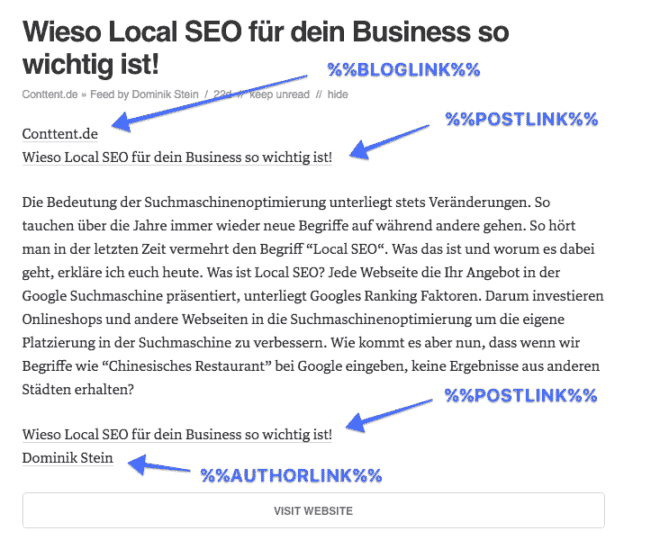 Wieso Local SEO für dein Business so
wichtig ist!
%%BLOGLINK%%
Conttent.de » Feed by Dominik Stein / 22d // keep unread // hide
%%POSTLINK%%
Conttent.de
Wieso Local SEO für dein Business so wichtig ist!
Die Bedeutung der Suchmaschinenoptimierung unterliegt stets Veränderungen. So
tauchen über die Jahre immer wieder neue Begriffe auf während andere gehen. So hört
man in der letzten Zeit vermehrt den Begriff “Local SEO“. Was das ist und worum es dabei
geht, erkläre ich euch heute. Was ist Local SEO? Jede Webseite die Ihr Angebot in der
Google Suchmaschine präsentiert, unterliegt Googles Ranking Faktoren. Darum investieren
Onlineshops und andere Webseiten in die Suchmaschinenoptimierung um die eigene
Platzierung in der Suchmaschine zu verbessern. Wie kommt es aber nun, dass wenn wir
Begriffe wie “Chinesisches Restaurant” bei Google eingeben, keine Ergebnisse aus anderen
Städten erhalten?
%%POSTLINK%%
Wieso Local SEO für dein Business so wichtig ist!
Dominik Stein
%%AUTHORLINK%%
VISIT WEBSITE